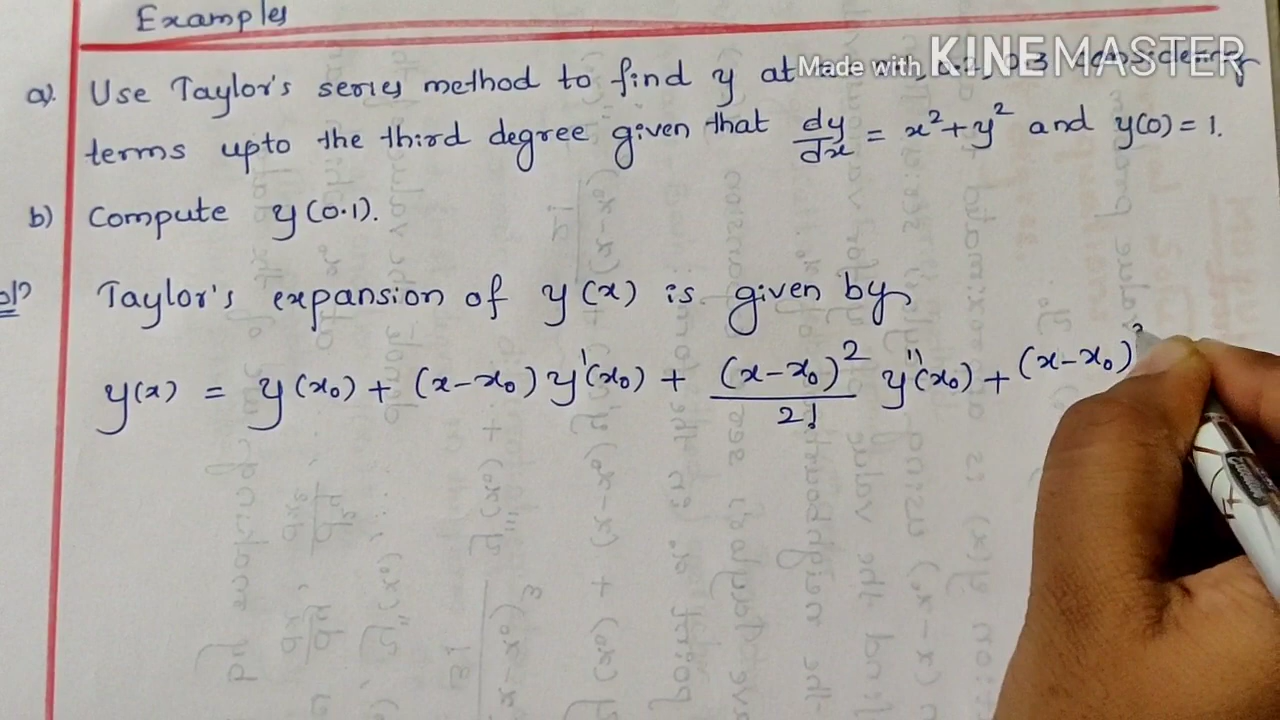 Examples
a). Use Taylor's series method to find y at
Made with KINEMASTER
terms upto the third degree given that dy/dx = x² + y² and y(0) = 1.
b) Compute y(0.1).
Taylor's expansion of y(x) is given by
y(x) = y(x₀) + (x-x₀) y'(x₀) + (x-x₀)²/2! y''(x₀) + (x-x₀)